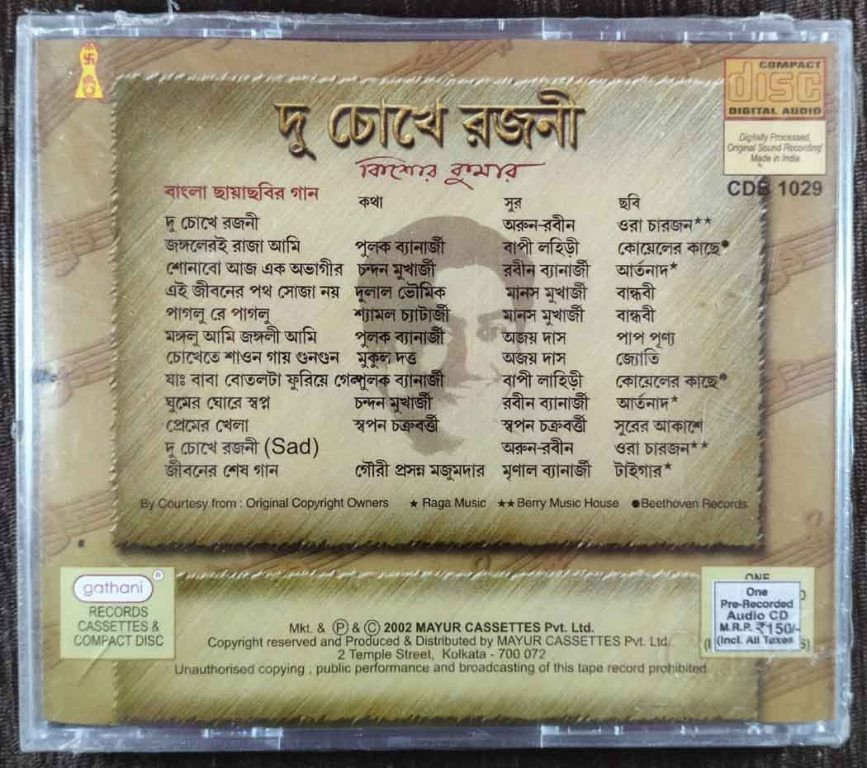 COMPACT
disc
DIGITAL AUDIO
Digitally Processed,
Original Sound Recording
Made in India
CDB 1029
দু চোখে রজনী
কিশোর কুমার
বাংলা ছায়াছবির গান কথা সুর ছবি
দু চোখে রজনী অরুন-রবীন ওরা চারজন★★
জঙ্গলেরই রাজা আমি পুলক ব্যানার্জী বাপী লহিড়ী কোয়েলের কাছে●
শোনাবো আজ এক অভাগীর চন্দন মুখার্জী রবীন ব্যানার্জী আর্তনাদ★
এই জীবনের পথ সোজা নয় দুলাল ভৌমিক মানস মুখার্জী বান্ধবী
পাগলু রে পাগলু শ্যামল চ্যাটার্জী মানস মুখার্জী বান্ধবী
মঙ্গলু আমি জঙ্গলী আমি পুলক ব্যানার্জী অজয় দাস পাপ পূণ্য
চোখেতে শাওন গায় গুনগুন মুকুল দত্ত অজয় দাস জ্যোতি
যাঃ বাবা বোতলটা ফুরিয়ে গেল পুলক ব্যানার্জী বাপী লাহিড়ী কোয়েলের কাছে●
ঘুমের ঘোরে স্বপ্ন চন্দন মুখার্জী রবীন ব্যানার্জী আর্তনাদ★
প্রেমের খেলা স্বপন চক্রবর্ত্তী স্বপন চক্রবর্ত্তী সুরের আকাশে
দু চোখে রজনী (Sad) অরুন-রবীন ওরা চারজন★★
জীবনের শেষ গান গৌরী প্রসন্ন মজুমদার মৃণাল ব্যানার্জী টাইগার★
By Courtesy from : Original Copyright Owners ★ Raga Music ★★ Berry Music House ●Beethoven Records
gathani®
RECORDS
CASSETTES &
COMPACT DISC
Mkt. & Ⓟ & © 2002 MAYUR CASSETTES Pvt. Ltd.
Copyright reserved and Produced & Distributed by MAYUR CASSETTES Pvt. Ltd.,
2 Temple Street, Kolkata - 700 072
Unauthorised copying , public performance and broadcasting of this tape record prohibited
ONE
One
Pre-Recorded
Audio CD
M.R.P. ₹150/-
(Incl. All Taxes)